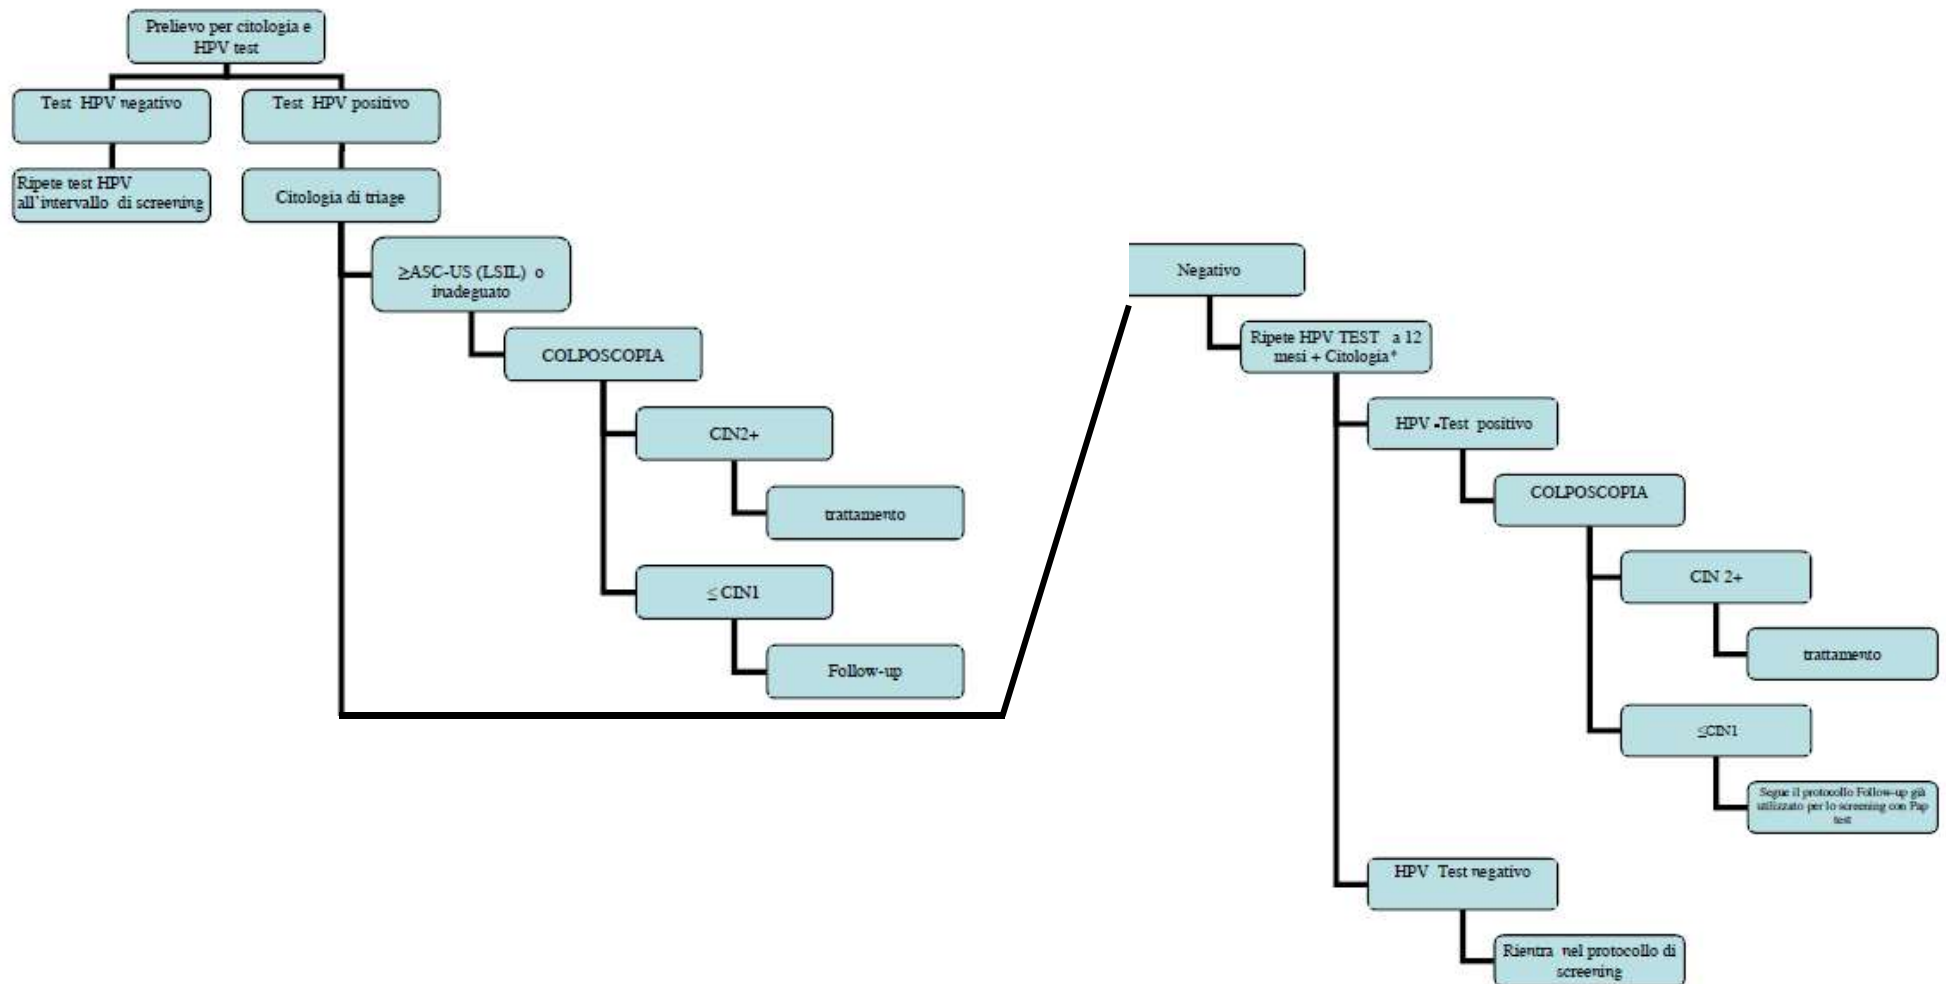 Prelievo per citologia e
HPV test
Test HPV negativo
Test HPV positivo
Ripete test HPV
all'intervallo di screening
Citologia di triage
≥ASC-US (LSIL) o
inadeguato
COLPOSCOPIA
CIN2+
trattamento
≤ CIN1
Follow-up
Negativo
Ripete HPV TEST a 12
mesi + Citologia*
HPV -Test positivo
COLPOSCOPIA
CIN 2+
trattamento
≤CIN1
Segue il protocollo Follow-up già
utilizzato per lo screening con Pap
test
HPV Test negativo
Rientra nel protocollo di
screening